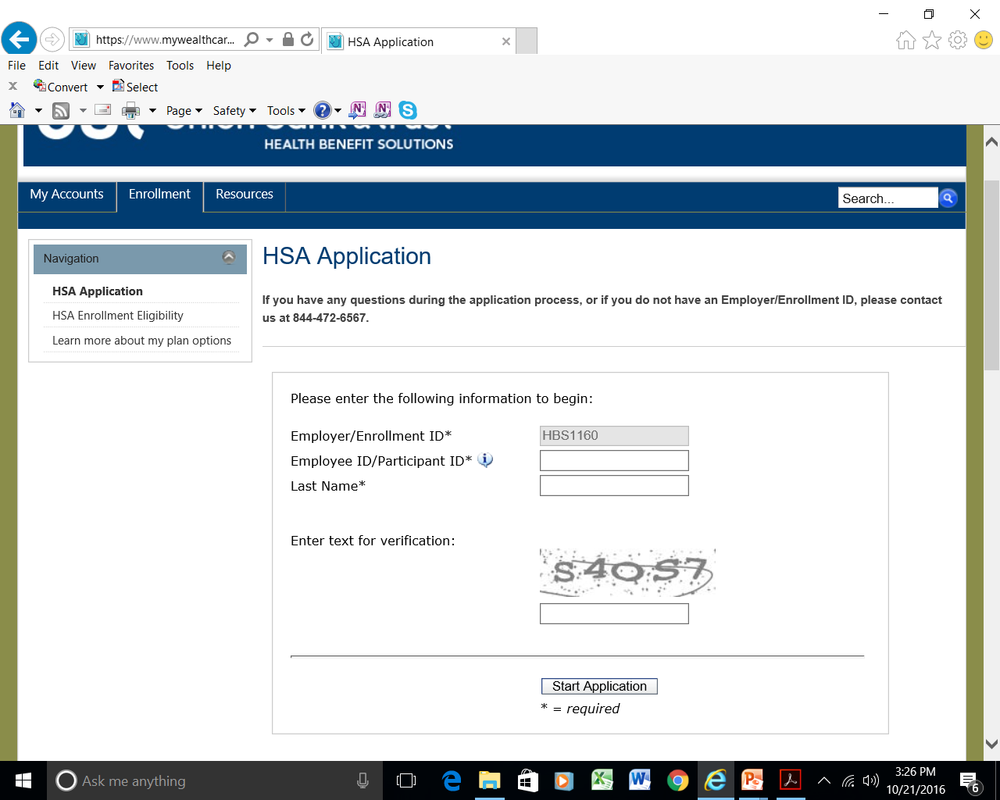 https://www.mywealthcar...
HSA Application
File Edit View Favorites Tools Help
Convert Select
Page Safety Tools
Union Bank & Trust
HEALTH BENEFIT SOLUTIONS
My Accounts Enrollment Resources Search...
Navigation
HSA Application
HSA Enrollment Eligibility
Learn more about my plan options
HSA Application
If you have any questions during the application process, or if you do not have an Employer/Enrollment ID, please contact
us at 844-472-6567.
Please enter the following information to begin:
Employer/Enrollment ID* HBS1160
Employee ID/Participant ID*
Last Name*
Enter text for verification:
s4OS7
Start Application
* = required
Ask me anything
3:26 PM
10/21/2016
6